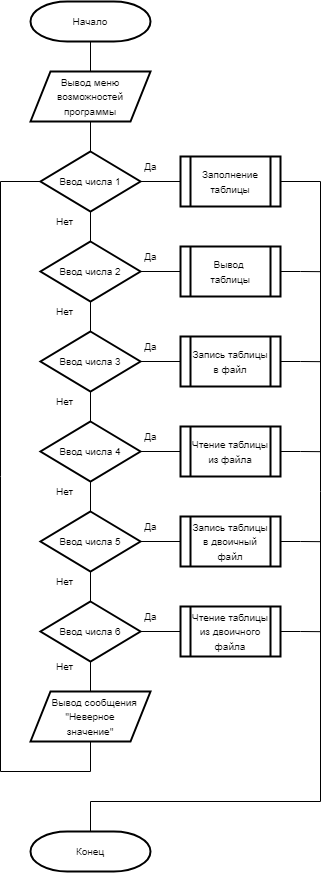 Начало
Вывод меню
возможностей
программы
Ввод числа 1
Да
Заполнение
таблицы
Нет
Ввод числа 2
Да
Вывод
таблицы
Нет
Ввод числа 3
Да
Запись таблицы
в файл
Нет
Ввод числа 4
Да
Чтение таблицы
из файла
Нет
Ввод числа 5
Да
Запись таблицы
в двоичный
файл
Нет
Ввод числа 6
Да
Чтение таблицы
из двоичного
файла
Нет
Вывод сообщения
"Неверное
значение"
Конец